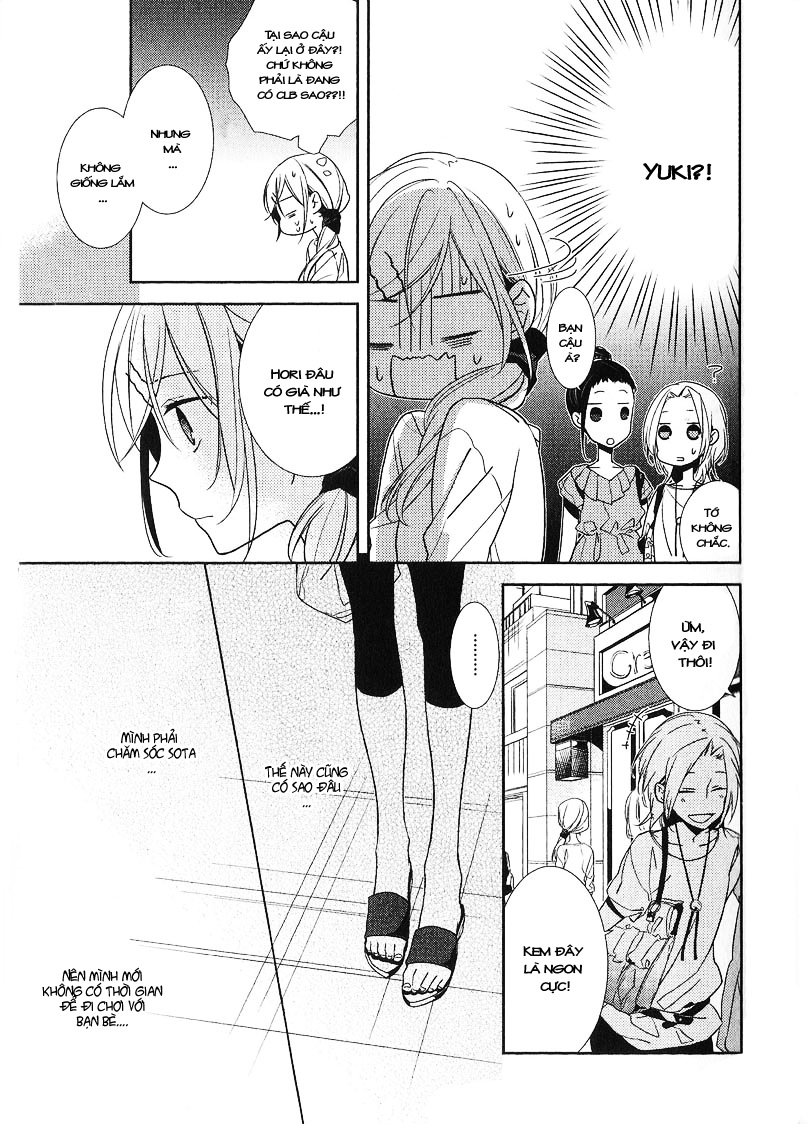 YUKI?!
BẠN
CẬU
Á?
TỚ
KHÔNG
CHẮC.
?
TẠI SAO CẬU
ẤY LẠI Ở ĐÂY?!
CHỨ KHÔNG
PHẢI LÀ ĐANG
CÓ CLB SAO??!!
NHƯNG
MÀ
...
KHÔNG
GIỐNG LẮM
...
HORI ĐÂU
CÓ GIÀ NHƯ
THẾ...!
ỪM,
VẬY ĐI
THÔI!
Cra
KEM ĐÂY
LÀ NGON
CỰC!
..........
THẾ NÀY CŨNG
CÓ SAO ĐÂU
...
MÌNH PHẢI
CHĂM SÓC SOTA
...
NÊN MÌNH MỚI
KHÔNG CÓ THỜI GIAN
ĐỂ ĐI CHƠI VỚI
BẠN BÈ....